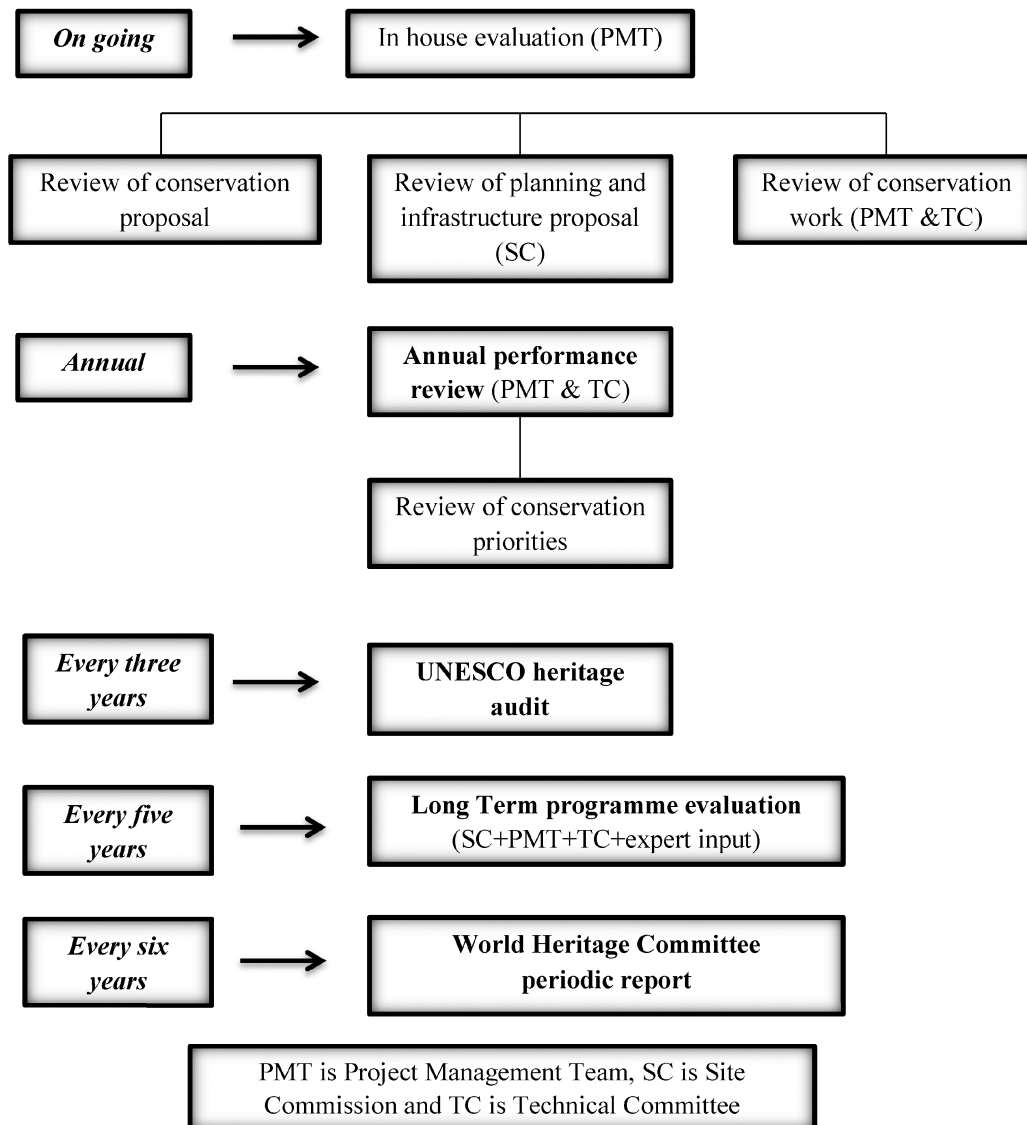 On going
In house evaluation (PMT)
Review of conservation
proposal
Review of planning and
infrastructure proposal
(SC)
Review of conservation
work (PMT &TC)
Annual
Annual performance
review (PMT & TC)
Review of conservation
priorities
Every three
years
UNESCO heritage
audit
Every five
years
Long Term programme evaluation
(SC+PMT+TC+expert input)
Every six
years
World Heritage Committee
periodic report
PMT is Project Management Team, SC is Site
Commission and TC is Technical Committee